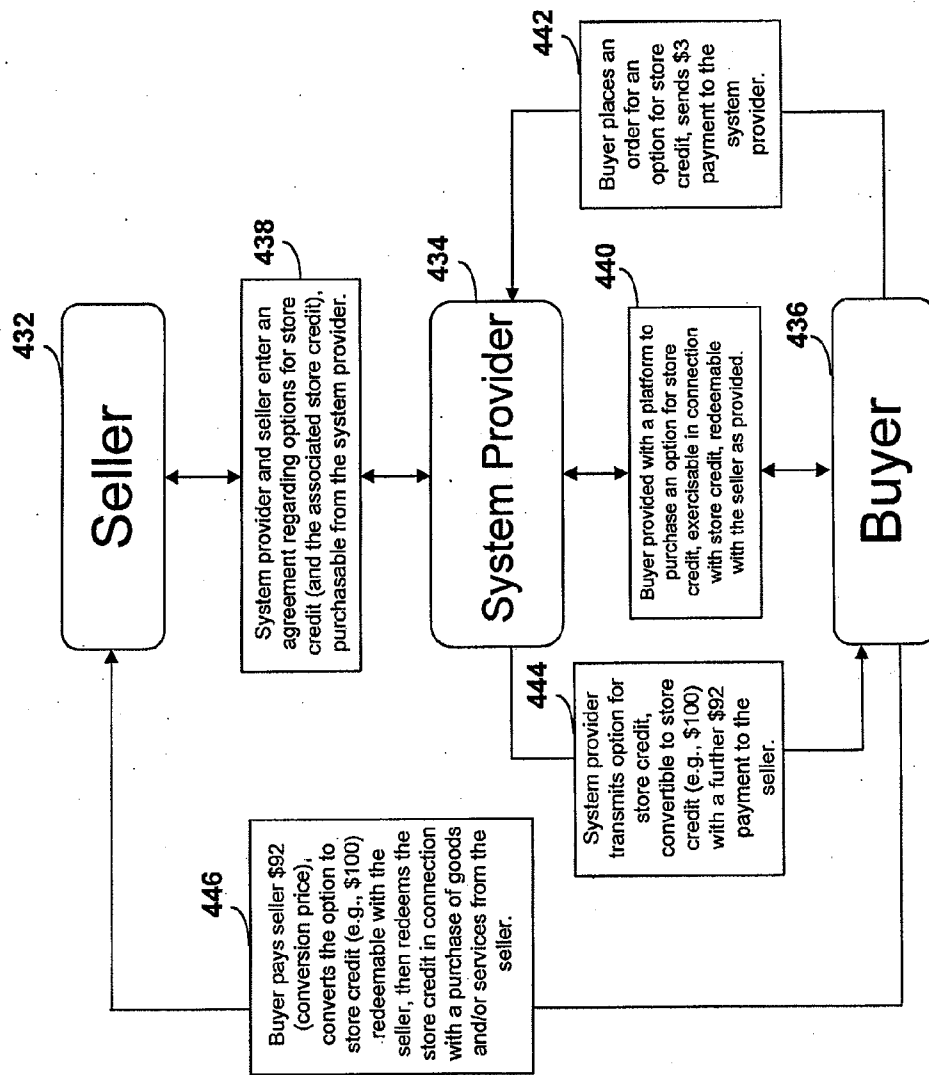 432
Seller
438
System provider and seller enter an
agreement regarding options for store
credit (and the associated store credit),
purchasable from the system provider.
434
System Provider
440
Buyer provided with a platform to
purchase an option for store
credit, exercisable in connection
with store credit, redeemable
with the seller as provided.
442
Buyer places an
order for an
option for store
credit, sends $3
payment to the
system
provider.
436
Buyer
444
System provider
transmits option for
store credit,
convertible to store
credit (e.g., $100)
with a further $92
payment to the
seller.
446
Buyer pays seller $92
(conversion price),
converts the option to
store credit (e.g., $100)
redeemable with the
seller, then redeems the
store credit in connection
with a purchase of goods
and/or services from the
seller.